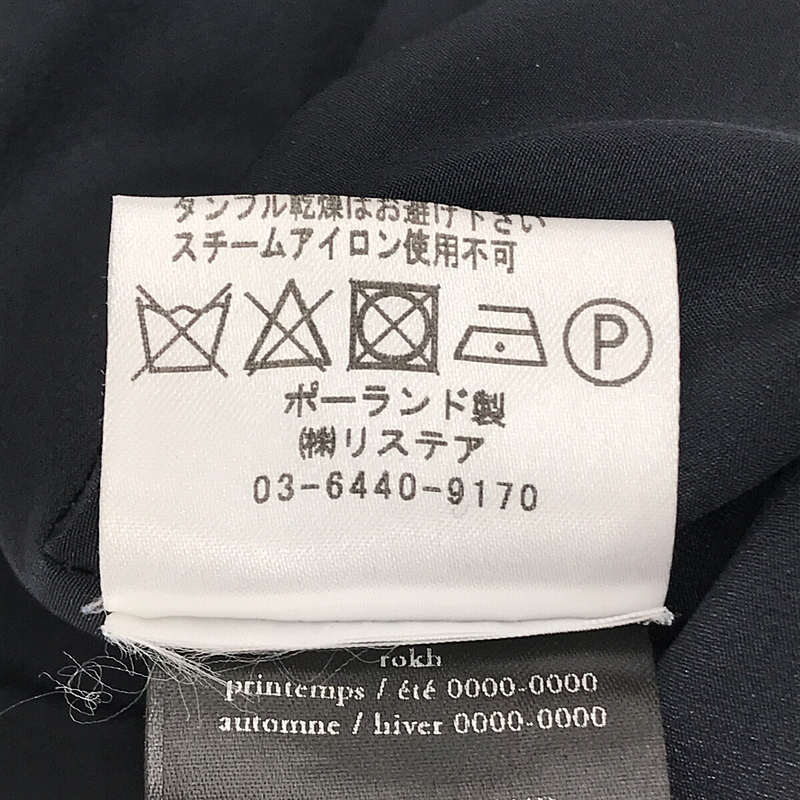 タンブル乾燥はお避け下さい
スチームアイロン使用不可
P
ポーランド製
㈱リステア
03-6440-9170
rokh
printemps / été 0000-0000
automne / hiver 0000-0000